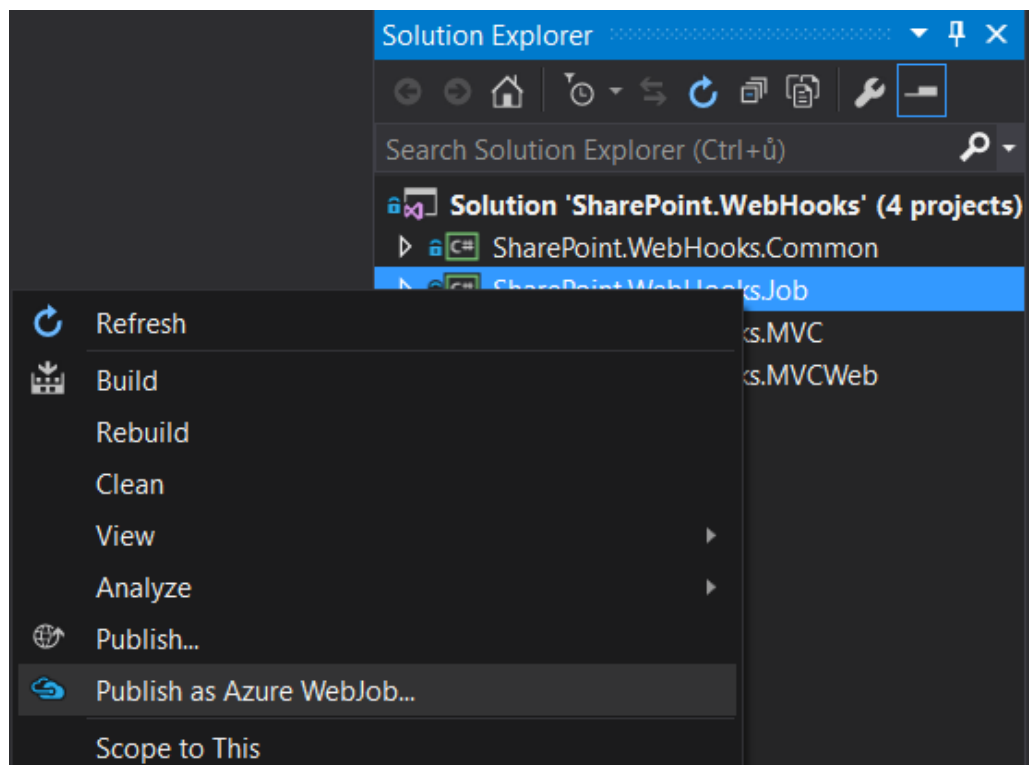 Solution Explorer
Search Solution Explorer (Ctrl+ů)
Solution 'SharePoint.WebHooks' (4 projects)
C# SharePoint.WebHooks.Common
C# SharePoint.WebHooks.Job
ks.MVC
ks.MVCWeb
Refresh
Build
Rebuild
Clean
View
Analyze
Publish...
Publish as Azure WebJob...
Scope to This